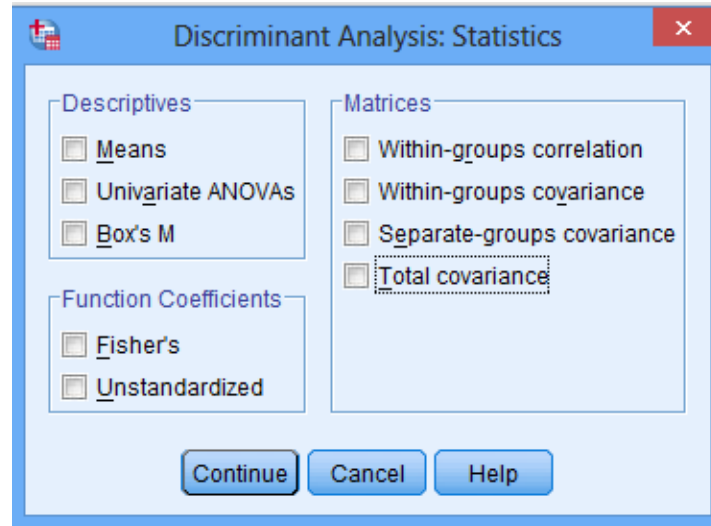 Discriminant Analysis: Statistics
Descriptives
Means
Univariate ANOVAs
Box's M
Function Coefficients
Fisher's
Unstandardized
Matrices
Within-groups correlation
Within-groups covariance
Separate-groups covariance
Total covariance
Continue Cancel Help